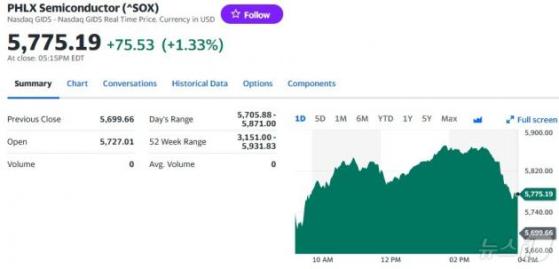 PHLX Semiconductor (^SOX)
Nasdaq GIDS - Nasdaq GIDS Real Time Price. Currency in USD
☆ Follow
5,775.19 +75.53 (+1.33%)
At close: 05:15PM EDT
Summary Chart Conversations Historical Data Options Components
Previous Close 5,699.66
Open 5,727.01
Volume 0
Day's Range 5,705.88 - 5,871.00
52 Week Range 3,151.00 - 5,931.83
Avg. Volume 0
1D 5D 1M 6M YTD 1Y 5Y Max Full screen
5,900.00
5,820.00
5,775.19
5,740.00
5,699.66
5,660.00
10 AM 12 PM 02 PM 04 PM
뉴스1